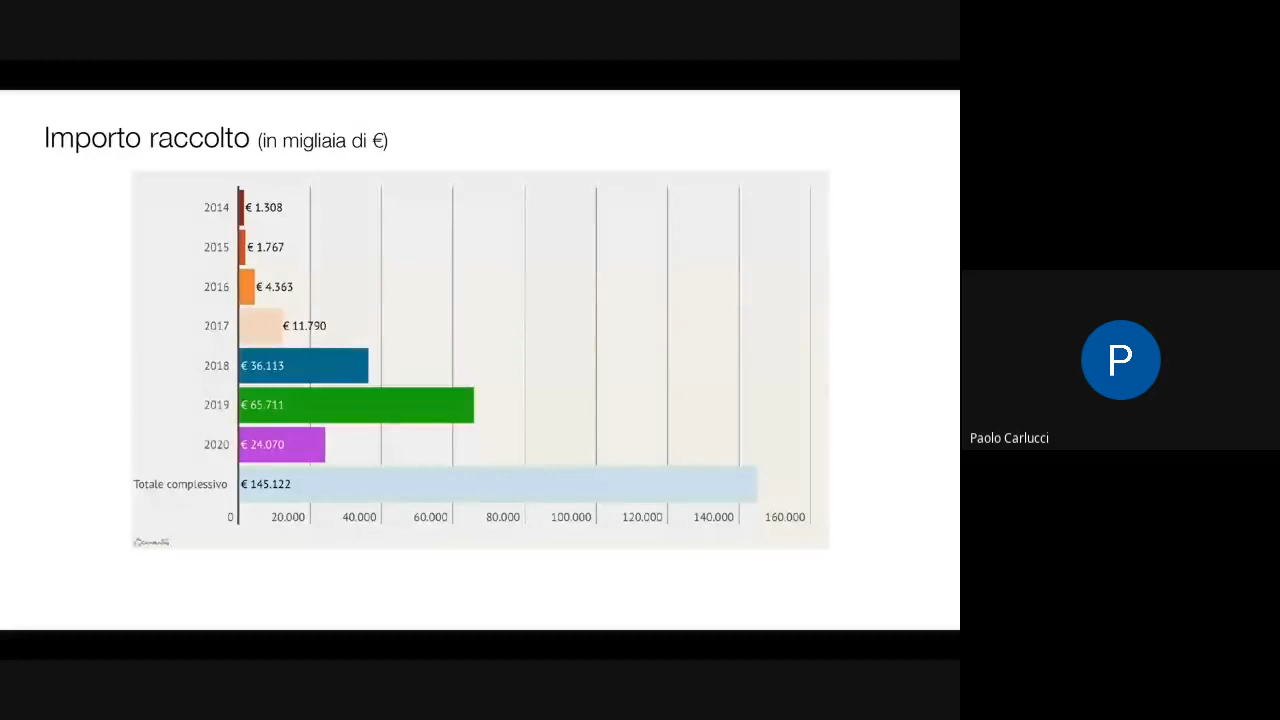 Importo raccolto (in migliaia di €)
2014 € 1.308
2015 € 1.767
2016 € 4.363
2017 € 11.790
2018 € 36.113
2019 € 65.711
2020 € 24.070
Totale complessivo € 145.122
0 20.000 40.000 60.000 80.000 100.000 120.000 140.000 160.000
P
Paolo Carlucci